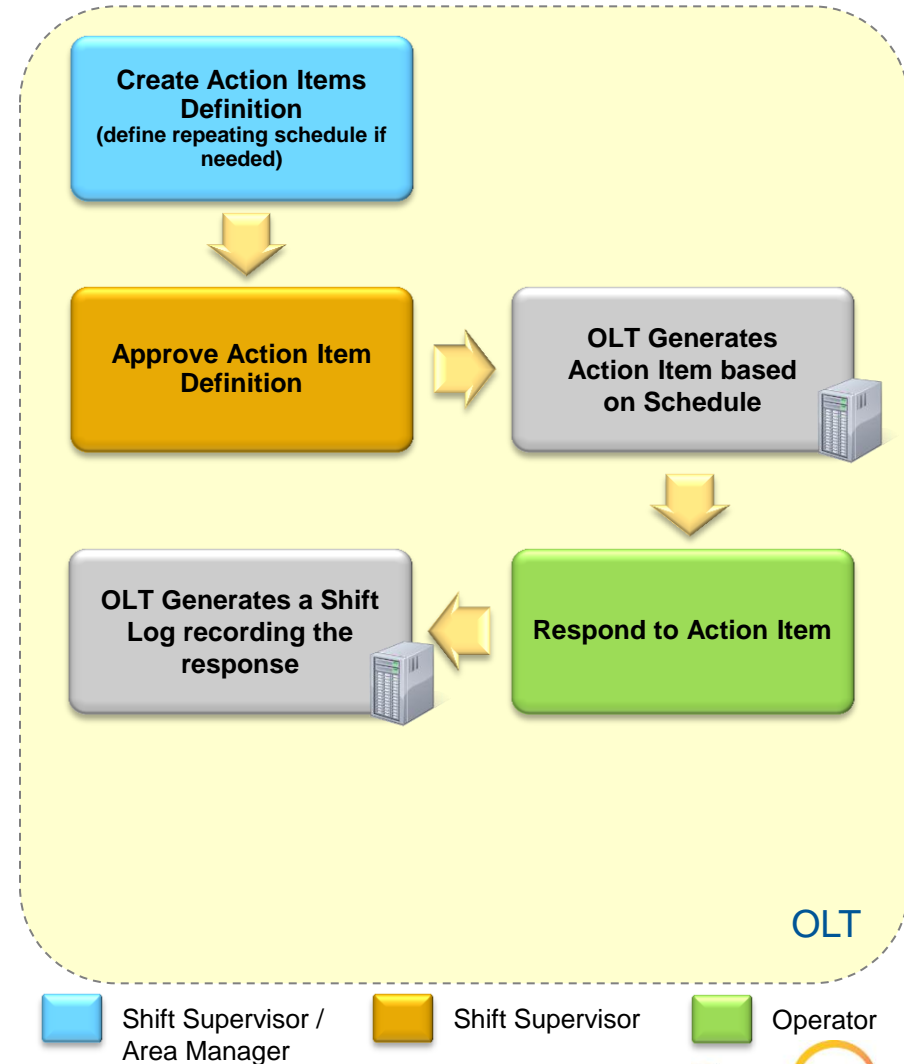 Create Action Items
Definition
(define repeating schedule if
needed)
Approve Action Item
Definition
OLT Generates
Action Item based
on Schedule
OLT Generates a Shift
Log recording the
response
Respond to Action Item
OLT
Shift Supervisor /
Area Manager
Shift Supervisor
Operator